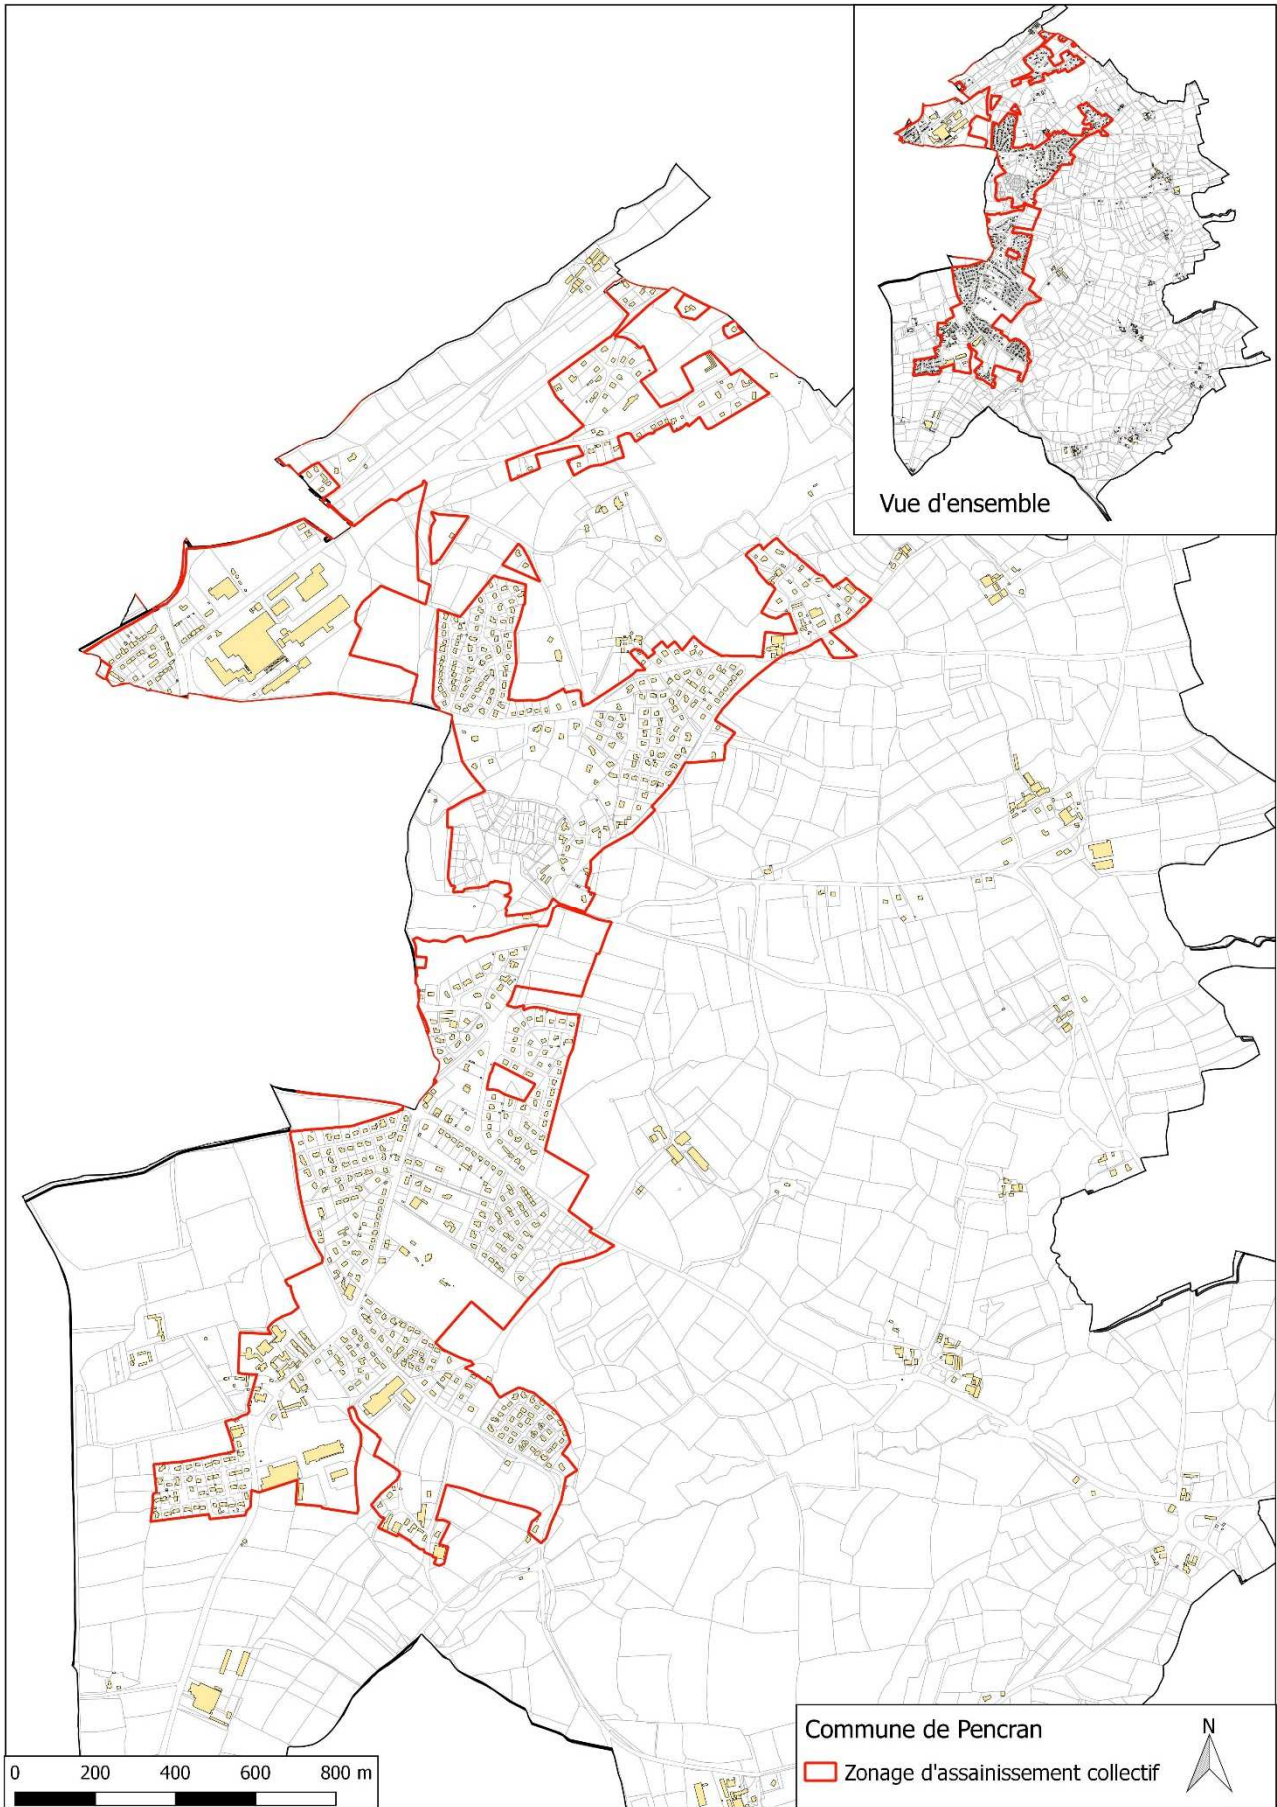 Vue d'ensemble
Commune de Pencran
N
Zonage d'assainissement collectif
0 200 400 600 800 m